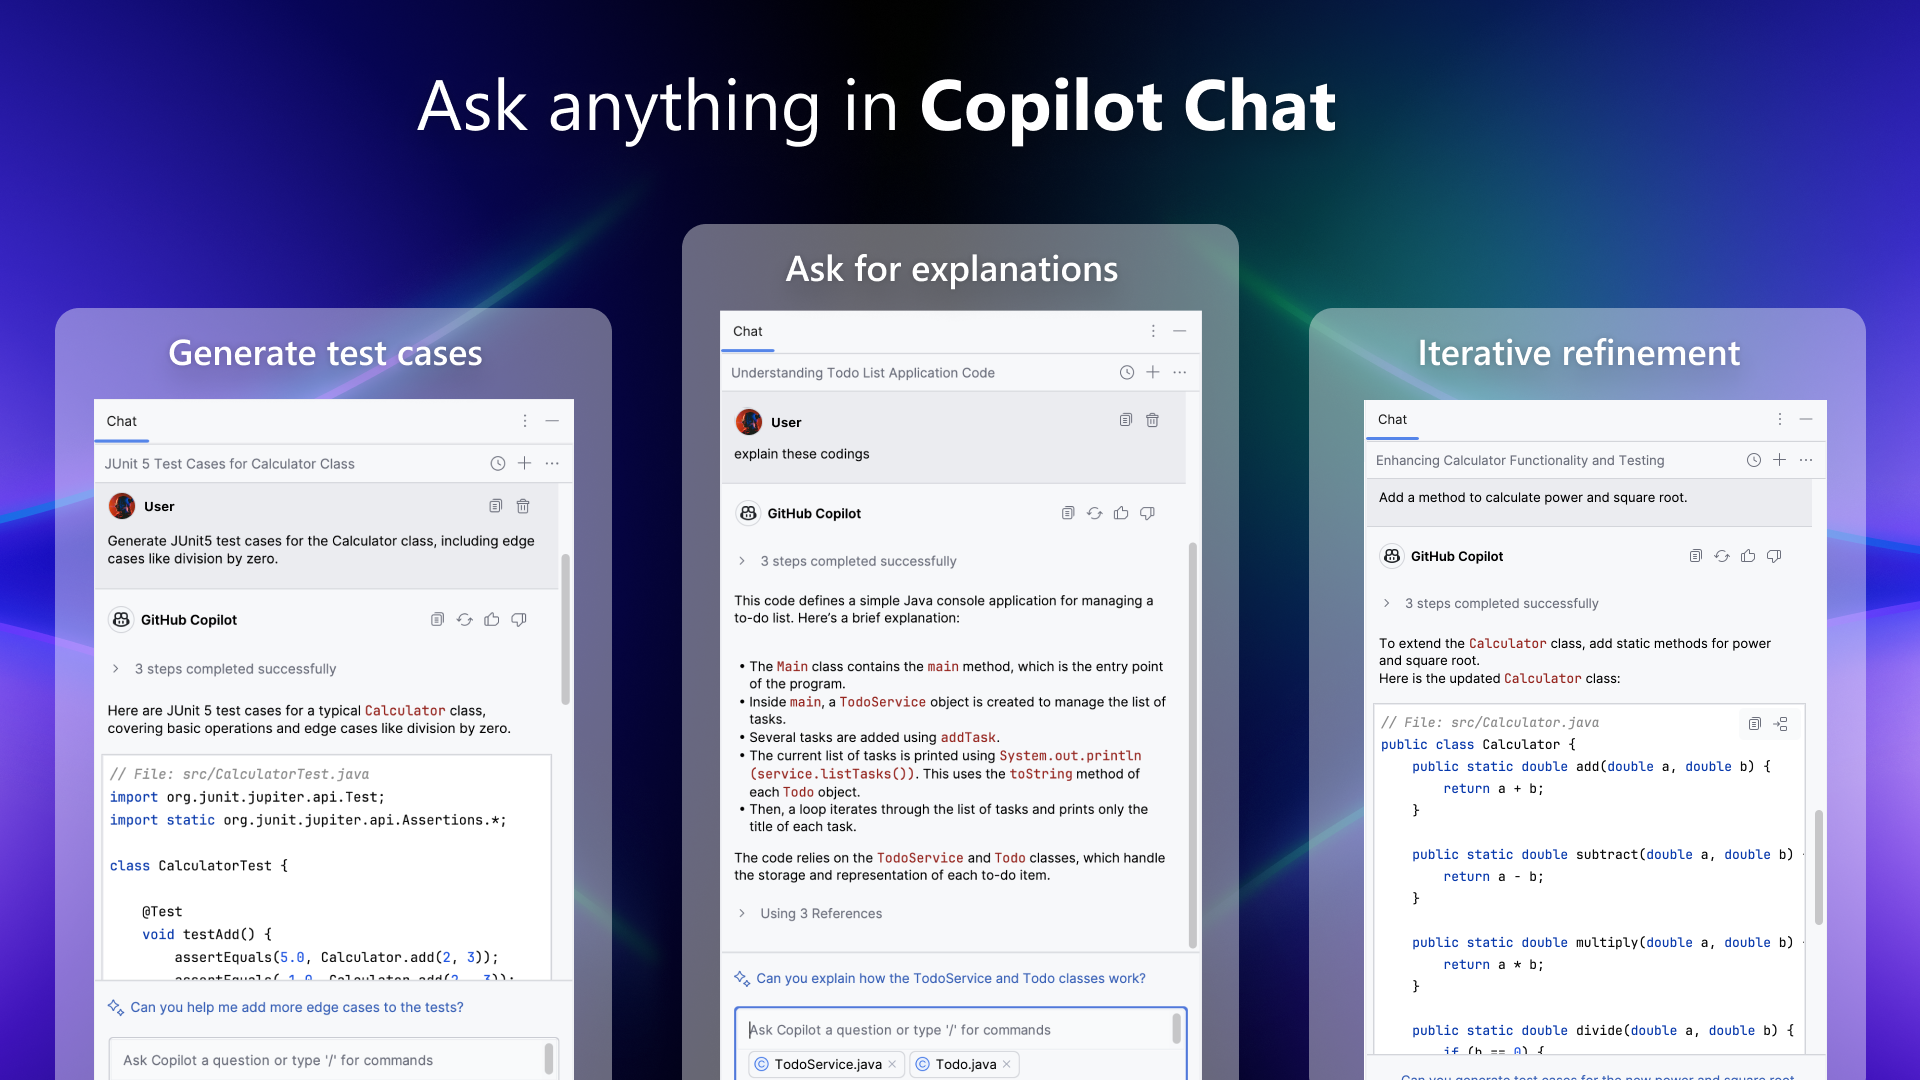 Ask anything in Copilot Chat
Generate test cases
Chat
JUnit 5 Test Cases for Calculator Class
User
Generate JUnit5 test cases for the Calculator class, including edge
cases like division by zero.
GitHub Copilot
3 steps completed successfully
Here are JUnit 5 test cases for a typical Calculator class,
covering basic operations and edge cases like division by zero.
// File: src/CalculatorTest.java
import org.junit.jupiter.api.Test;
import static org.junit.jupiter.api.Assertions.*;
class CalculatorTest {
@Test
void testAdd() {
assertEquals(5.0, Calculator.add(2, 3));
Can you help me add more edge cases to the tests?
Ask Copilot a question or type '/' for commands
Ask for explanations
Chat
Understanding Todo List Application Code
User
explain these codings
GitHub Copilot
3 steps completed successfully
This code defines a simple Java console application for managing a
to-do list. Here's a brief explanation:
• The Main class contains the main method, which is the entry point
of the program.
• Inside main, a TodoService object is created to manage the list of
tasks.
• Several tasks are added using addTask.
• The current list of tasks is printed using System.out.println
(service.listTasks()). This uses the toString method of
each Todo object.
• Then, a loop iterates through the list of tasks and prints only the
title of each task.
The code relies on the TodoService and Todo classes, which handle
the storage and representation of each to-do item.
Using 3 References
Can you explain how the TodoService and Todo classes work?
Ask Copilot a question or type '/' for commands
TodoService.java
Todo.java
Iterative refinement
Chat
Enhancing Calculator Functionality and Testing
Add a method to calculate power and square root.
GitHub Copilot
3 steps completed successfully
To extend the Calculator class, add static methods for power
and square root.
Here is the updated Calculator class:
// File: src/Calculator.java
public class Calculator {
public static double add(double a, double b) {
return a + b;
}
public static double subtract(double a, double b)
return a - b;
}
public static double multiply(double a, double b)
return a * b;
}
public static double divide(double a, double b) {
if (b == 0) {
Can you generate test cases for the new power and square root